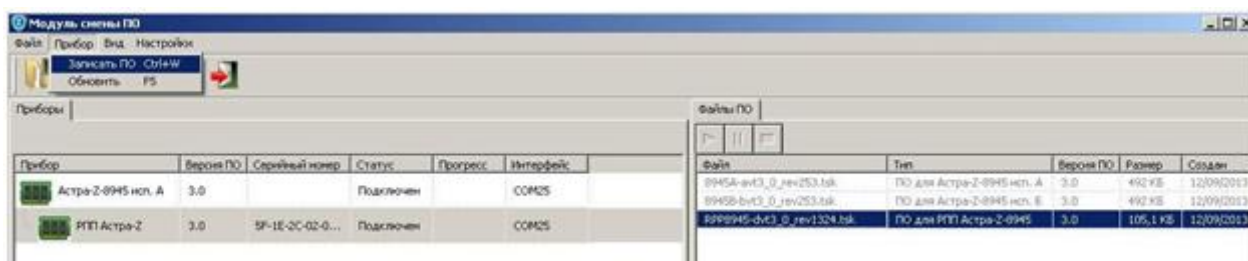 Модуль смены ПО
Файл Прибор Вид Настройки
Записать ПО Ctrl+W
Обновить F5
Приборы
Файлы ПО
Прибор Версия ПО Серийный номер Статус Прогресс Интерфейс
Файл Тип Версия ПО Размер Создан
Астра-Z-8945 исп. А 3.0 Подключен COM25
8945A-avt3_0_rev253.tsk ПО для Астра-Z-8945 исп. А 3.0 492 КБ 12/09/2013
8945B-bvt3_0_rev253.tsk ПО для Астра-Z-8945 исп. Б 3.0 492 КБ 12/09/2013
РПП Астра-Z 3.0 5F-1E-2C-02-0... Подключен COM25
RPP8945-dvt3_0_rev1324.tsk ПО для РПП Астра-Z-8945 3.0 105,1 КБ 12/09/2013